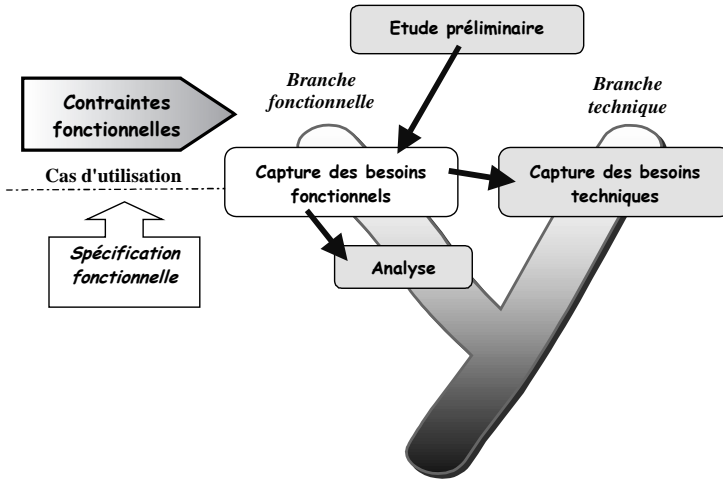 Etude préliminaire
Branche
fonctionnelle
Branche
technique
Contraintes
fonctionnelles
Cas d'utilisation
Capture des besoins
fonctionnels
Capture des besoins
techniques
Spécification
fonctionnelle
Analyse